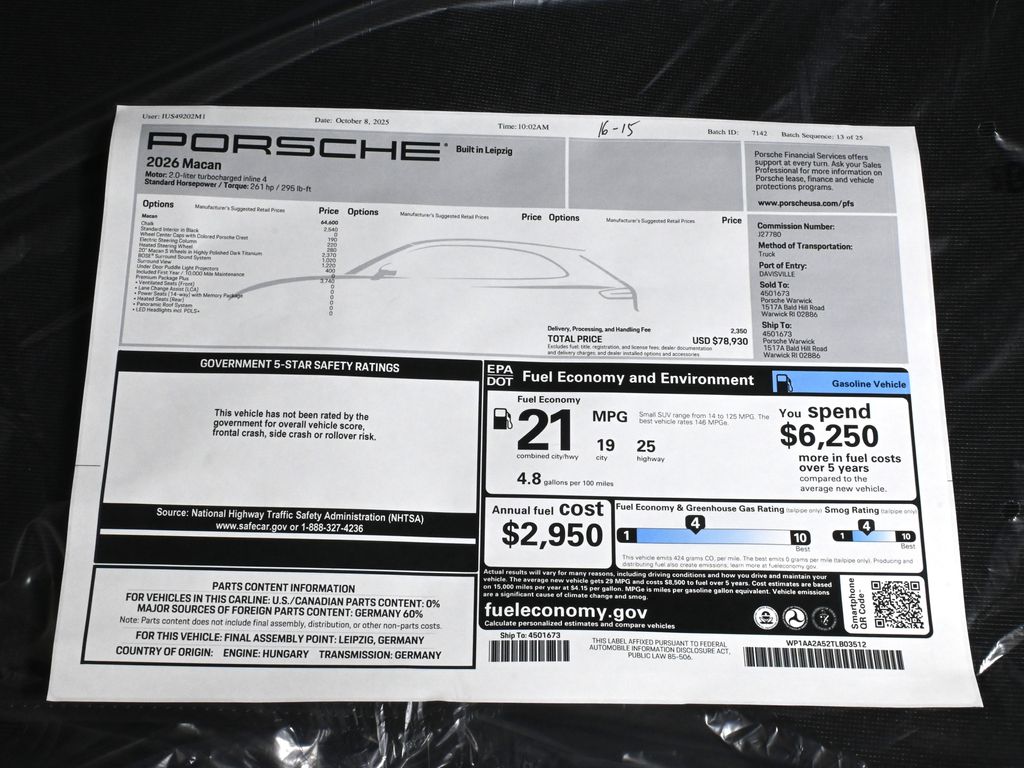 User: IUS49202M1 Date: October 8, 2025 Time: 10:02AM 16-15 Batch ID: 7142 Batch Sequence: 13 of 25
PORSCHE Built in Leipzig
2026 Macan
Motor: 2.0-liter turbocharged inline 4
Standard Horsepower / Torque: 261 hp / 295 lb-ft
Porsche Financial Services offers
support at every turn. Ask your Sales
Professional for more information on
Porsche lease, finance and vehicle
protections programs.
www.porscheusa.com/pfs
Options Manufacturer's Suggested Retail Prices Price Options Manufacturer's Suggested Retail Prices Price Options Manufacturer's Suggested Retail Prices Price
Macan 64,600
Chalk 2,540
Standard Interior in Black 0
Wheel Center Caps with Colored Porsche Crest 190
Electric Steering Column 220
Heated Steering Wheel 280
20" Macan S Wheels in Highly Polished Dark Titanium 2,370
BOSE® Surround Sound System 1,020
Surround View 1,220
Under Door Puddle Light Projectors 400
Included First Year / 10,000 Mile Maintenance 0
Premium Package Plus 3,740
• Ventilated Seats (Front) 0
• Lane Change Assist (LCA) 0
• Power Seats (14-way) with Memory Package 0
• Heated Seats (Rear) 0
• Panoramic Roof System 0
• LED Headlights incl. PDLS+ 0
Delivery, Processing, and Handling Fee 2,350
TOTAL PRICE USD $78,930
Excludes fuel, title, registration, and license fees, dealer documentation
and delivery charges, and dealer installed options and accessories
Commission Number:
J27780
Method of Transportation:
Truck
Port of Entry:
DAVISVILLE
Sold To:
4501673
Porsche Warwick
1517A Bald Hill Road
Warwick RI 02886
Ship To:
4501673
Porsche Warwick
1517A Bald Hill Road
Warwick RI 02886
GOVERNMENT 5-STAR SAFETY RATINGS
This vehicle has not been rated by the
government for overall vehicle score,
frontal crash, side crash or rollover risk.
Source: National Highway Traffic Safety Administration (NHTSA)
www.safecar.gov or 1-888-327-4236
PARTS CONTENT INFORMATION
FOR VEHICLES IN THIS CARLINE: U.S./CANADIAN PARTS CONTENT: 0%
MAJOR SOURCES OF FOREIGN PARTS CONTENT: GERMANY 60%
Note: Parts content does not include final assembly, distribution, or other non-parts costs.
FOR THIS VEHICLE: FINAL ASSEMBLY POINT: LEIPZIG, GERMANY
COUNTRY OF ORIGIN: ENGINE: HUNGARY TRANSMISSION: GERMANY
EPA
DOT Fuel Economy and Environment Gasoline Vehicle
Fuel Economy
21 MPG
combined city/hwy
19 city
25 highway
4.8 gallons per 100 miles
Small SUV range from 14 to 125 MPG. The
best vehicle rates 146 MPGe.
You spend
$6,250
more in fuel costs
over 5 years
compared to the
average new vehicle.
Annual fuel cost
$2,950
Fuel Economy & Greenhouse Gas Rating (tailpipe only) Smog Rating (tailpipe only)
4 4
1 10 1 10
Best Best
This vehicle emits 424 grams CO2 per mile. The best emits 0 grams per mile (tailpipe only). Producing and
distributing fuel also create emissions; learn more at fueleconomy.gov.
Actual results will vary for many reasons, including driving conditions and how you drive and maintain your
vehicle. The average new vehicle gets 29 MPG and costs $8,500 to fuel over 5 years. Cost estimates are based
on 15,000 miles per year at $4.15 per gallon. MPGe is miles per gasoline gallon equivalent. Vehicle emissions
are a significant cause of climate change and smog.
fueleconomy.gov
Calculate personalized estimates and compare vehicles
Smartphone
QR Code™
Ship To: 4501673
THIS LABEL AFFIXED PURSUANT TO FEDERAL
AUTOMOBILE INFORMATION DISCLOSURE ACT,
PUBLIC LAW 85-506.
WP1AA2A52TLB03512